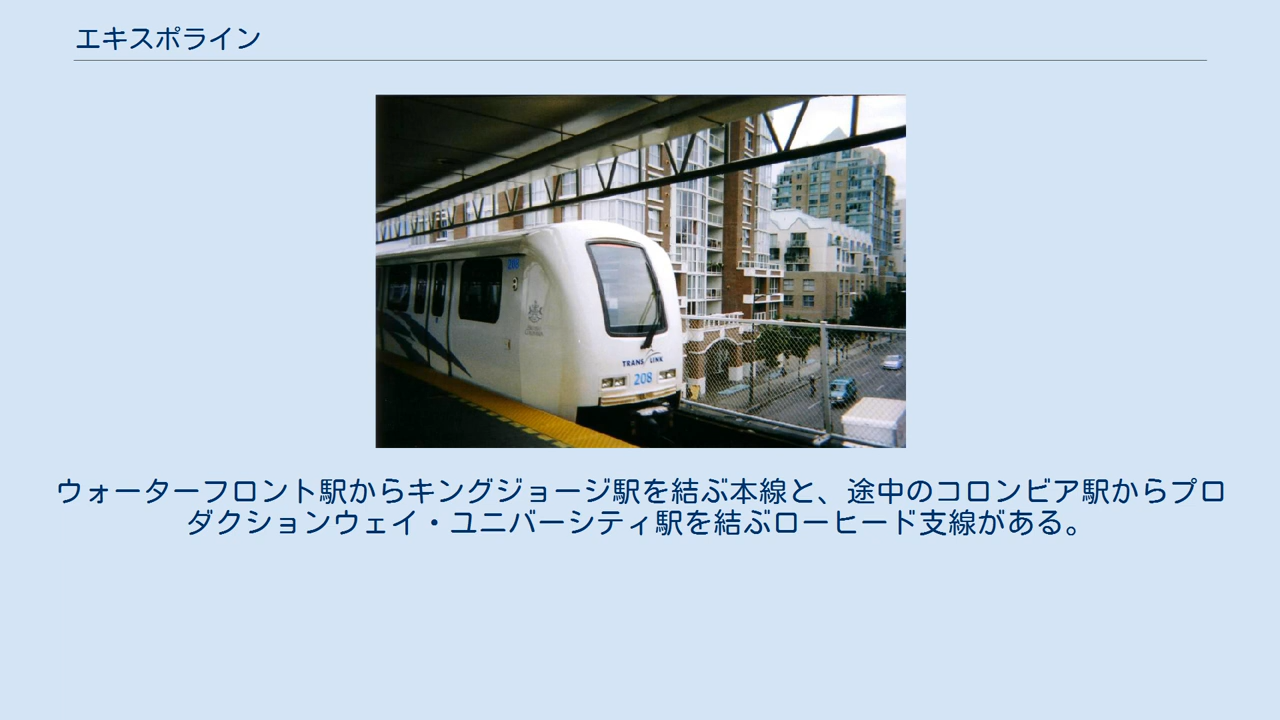 エキスポライン
208
TRANS LINK
208
ウォーターフロント駅からキングジョージ駅を結ぶ本線と、途中のコロンビア駅からプロ
ダクションウェイ・ユニバーシティ駅を結ぶローヒード支線がある。